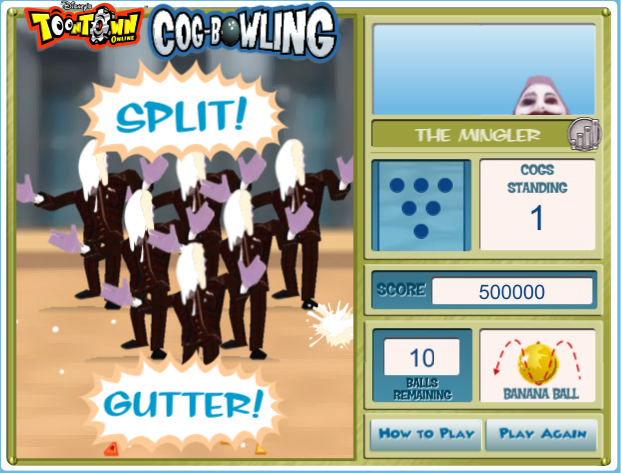 Disney's
TOONTOWN
ONLINE
COG-BOWLING
SPLIT!
GUTTER!
THE MINGLER
COGS
STANDING
1
SCORE 500000
10
BALLS
REMAINING
BANANA BALL
HOW TO PLAY
PLAY AGAIN